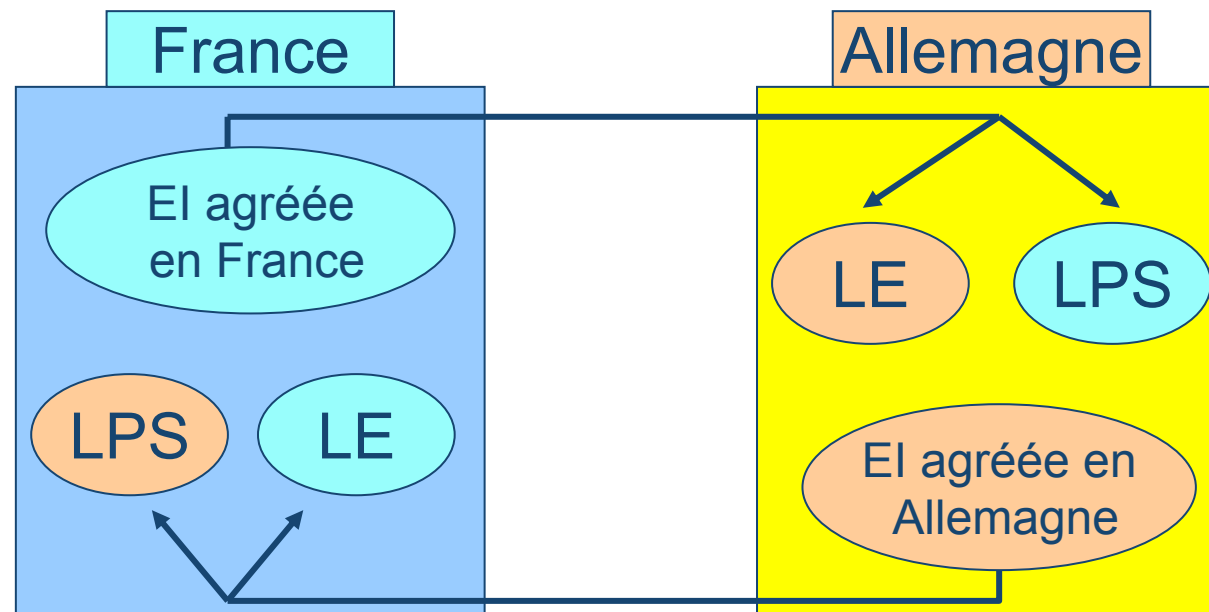 France
EI agréée
en France
LPS
LE
Allemagne
LE
LPS
EI agréée en
Allemagne